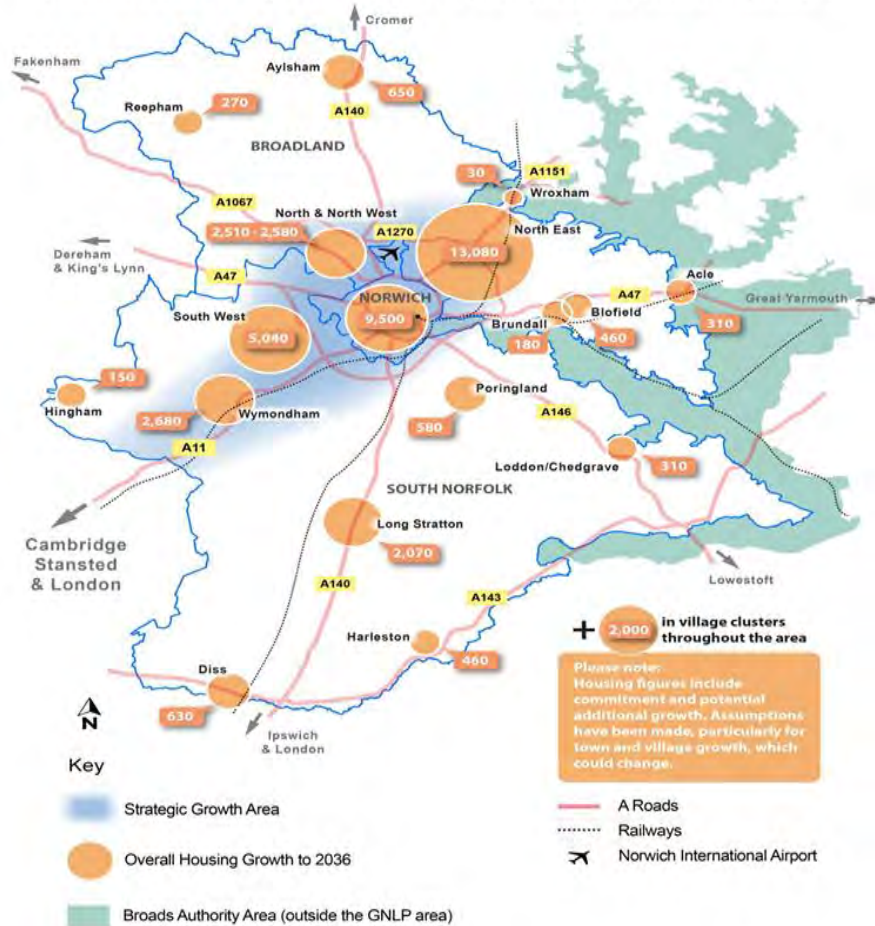 Cromer
Fakenham
Aylsham
650
Reepham
270
A140
BROADLAND
30
A1151
Wroxham
A1067
North & North West
2,510 - 2,580
A1270
North East
13,080
Dereham
& King's Lynn
A47
NORWICH
9,500
South West
5,040
Acle
A47
Great Yarmouth
310
Blofield
Brundall
180
460
150
Hingham
Poringland
580
A146
2,680
Wymondham
A11
Loddon/Chedgrave
310
SOUTH NORFOLK
Long Stratton
2,070
Cambridge
Stansted
& London
A140
A143
Lowestoft
Harleston
460
Diss
630
Ipswich
& London
+ 2,000 in village clusters
throughout the area
Please note:
Housing figures include
commitment and potential
additional growth. Assumptions
have been made, particularly for
town and village growth, which
could change.
N
Key
Strategic Growth Area
Overall Housing Growth to 2036
Broads Authority Area (outside the GNLP area)
A Roads
Railways
Norwich International Airport